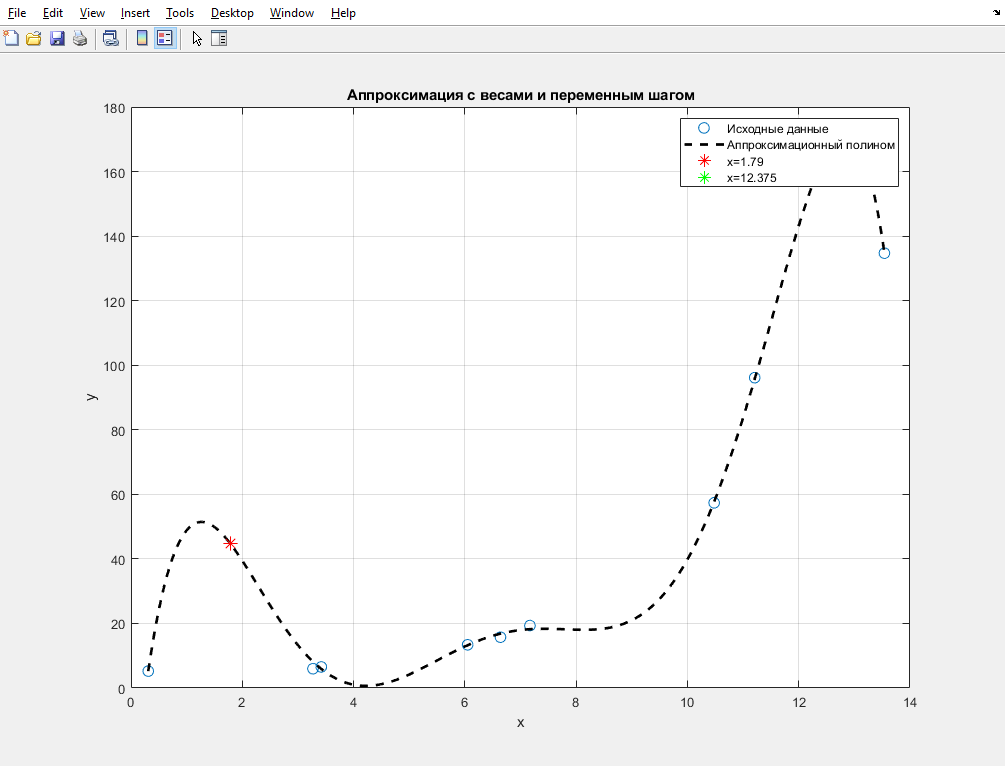 File Edit View Insert Tools Desktop Window Help
Аппроксимация с весами и переменным шагом
180
160
140
120
100
80
60
40
20
0
y
Исходные данные
Аппроксимационный полином
x=1.79
x=12.375
0 2 4 6 8 10 12 14
x